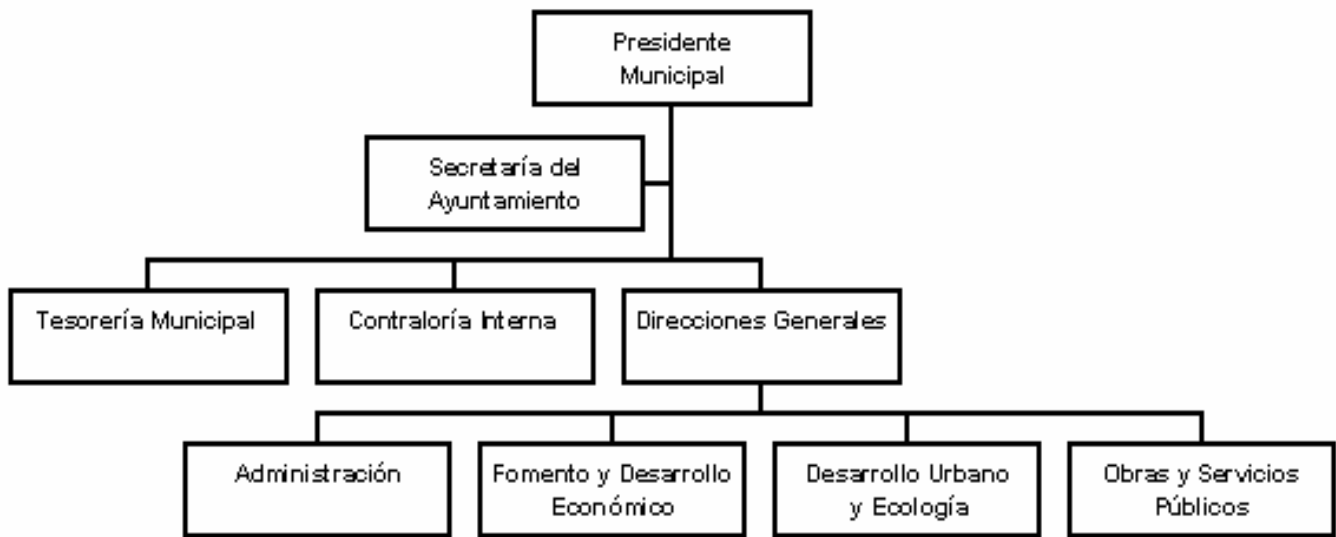 Presidente
Municipal
Secretaría del
Ayuntamiento
Tesorería Municipal
Contraloría Interna
Direcciones Generales
Administración
Fomento y Desarrollo
Económico
Desarrollo Urbano
y Ecología
Obras y Servicios
Públicos